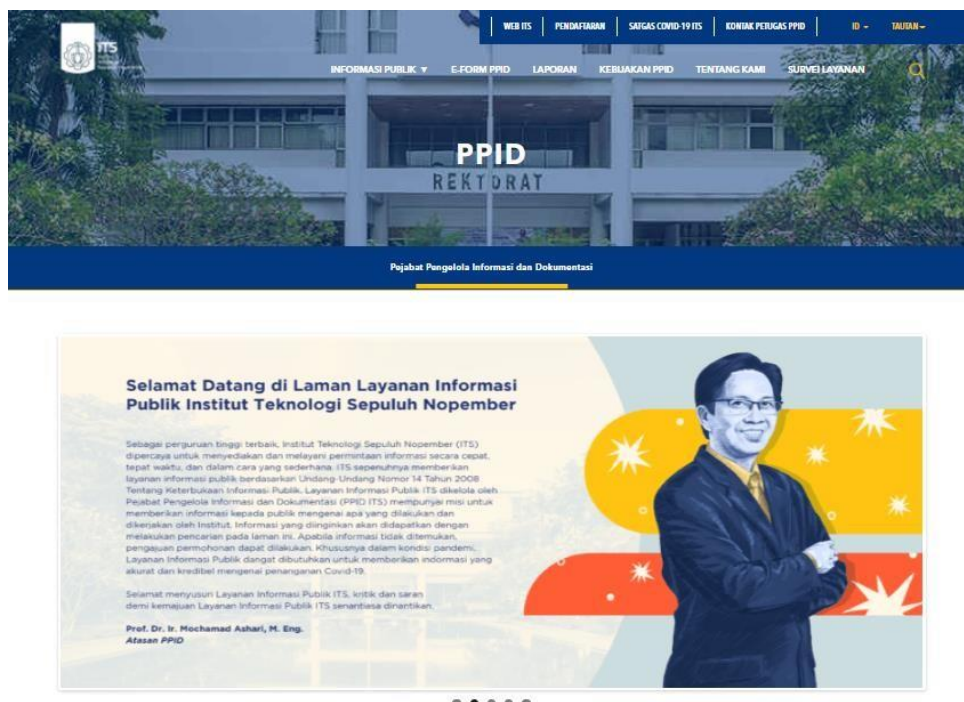 WEB ITS
PENDAFTARAN
SATGAS COVID-19 ITS
KONTAK PETUGAS PPID
ID
TAUTAN
ITS
INFORMASI PUBLIK ▼
E-FORM PPID
LAPORAN
KEBIJAKAN PPID
TENTANG KAMI
SURVEI LAYANAN
PPID
REKTORAT
Pejabat Pengelola Informasi dan Dokumentasi
Selamat Datang di Laman Layanan Informasi
Publik Institut Teknologi Sepuluh Nopember
Sebagai perguruan tinggi terbaik, Institut Teknologi Sepuluh Nopember (ITS)
dipercaya untuk menyediakan dan melayani permintaan informasi secara cepat,
tepat waktu, dan dalam cara yang sederhana. ITS sepenuhnya memberikan
layanan informasi publik berdasarkan Undang-Undang Nomor 14 Tahun 2008
Tentang Keterbukaan Informasi Publik. Layanan Informasi Publik ITS dikelola oleh
Pejabat Pengelola Informasi dan Dokumentasi (PPID ITS) mempunyai misi untuk
memberikan informasi kepada publik mengenai apa yang dilakukan dan
dikerjakan oleh Institut. Informasi yang diinginkan akan didapatkan dengan
melakukan pencarian pada laman ini. Apabila informasi tidak ditemukan,
pengajuan permohonan dapat dilakukan. Khususnya dalam kondisi pandemi,
Layanan Informasi Publik dangat dibutuhkan untuk memberikan indormasi yang
akurat dan kredibel mengenai penanganan Covid-19.
Selamat menyusun Layanan Informasi Publik ITS, kritik dan saran
demi kemajuan Layanan Informasi Publik ITS senantiasa dinantikan.
Prof. Dr. Ir. Mochamad Ashari, M. Eng.
Atasan PPID